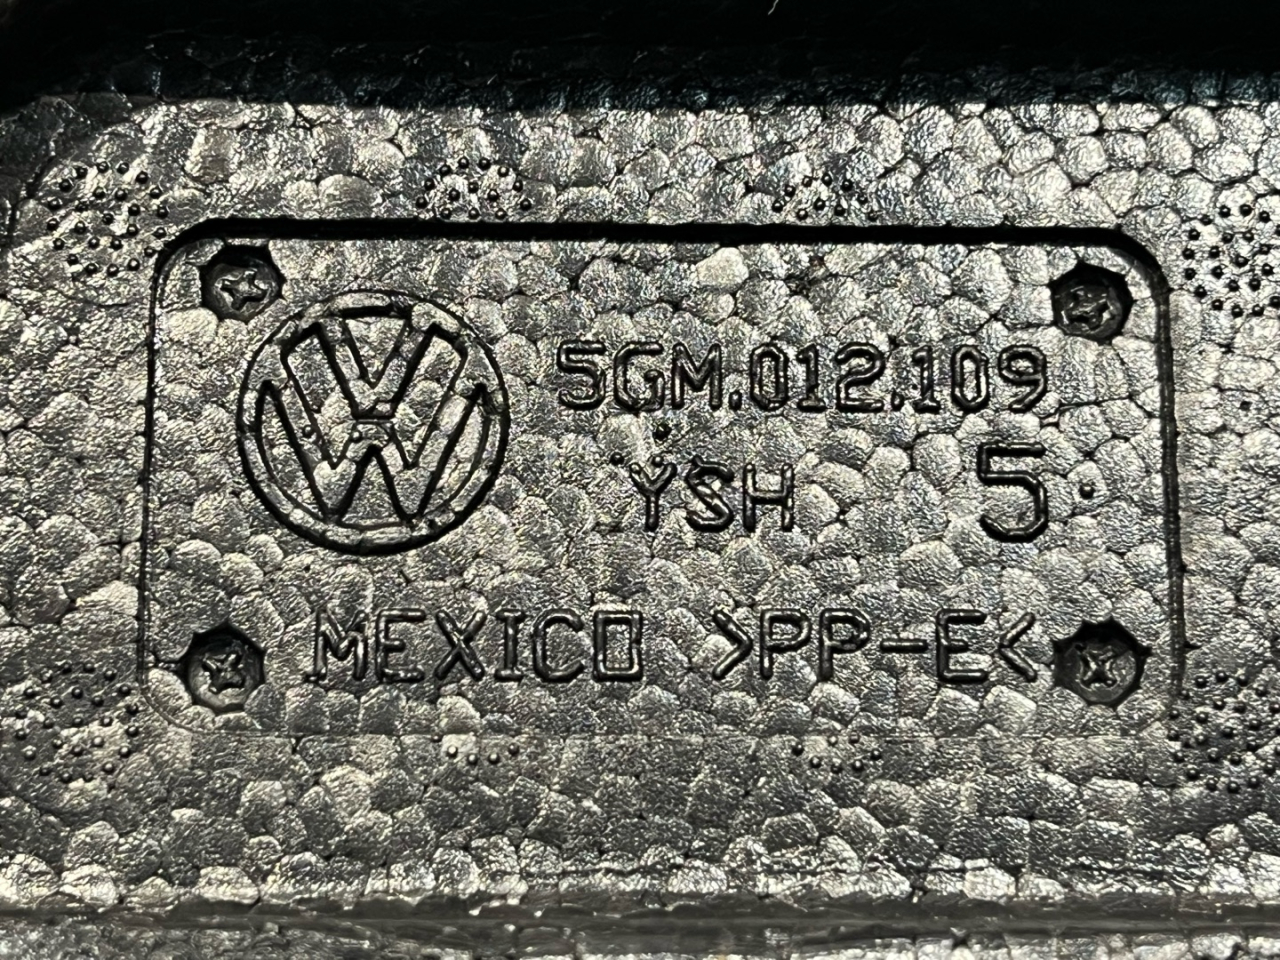 5GM.012.109
YSH 5
MEXICO >PP-E<